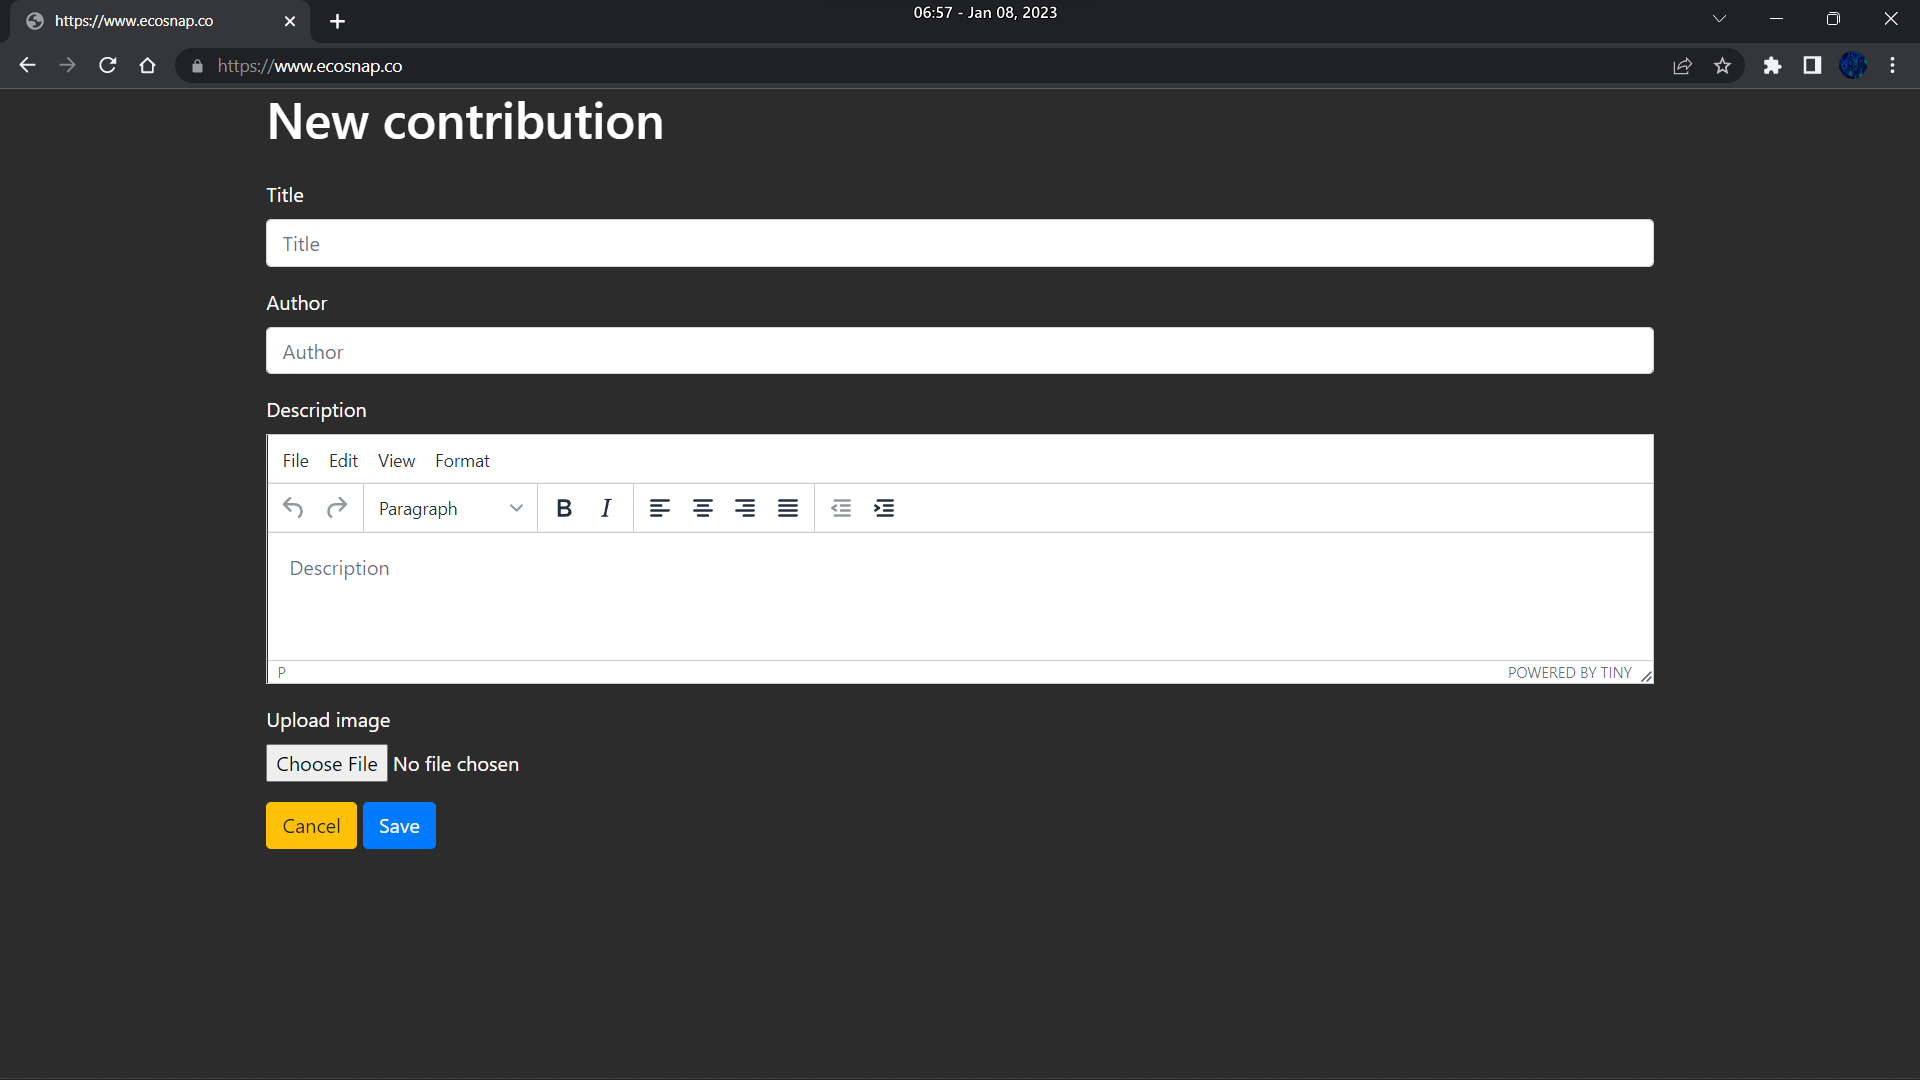 https://www.ecosnap.co
06:57 - Jan 08, 2023
https://www.ecosnap.co
New contribution
Title
Title
Author
Author
Description
File Edit View Format
Paragraph B I
Description
P POWERED BY TINY
Upload image
Choose File No file chosen
Cancel Save